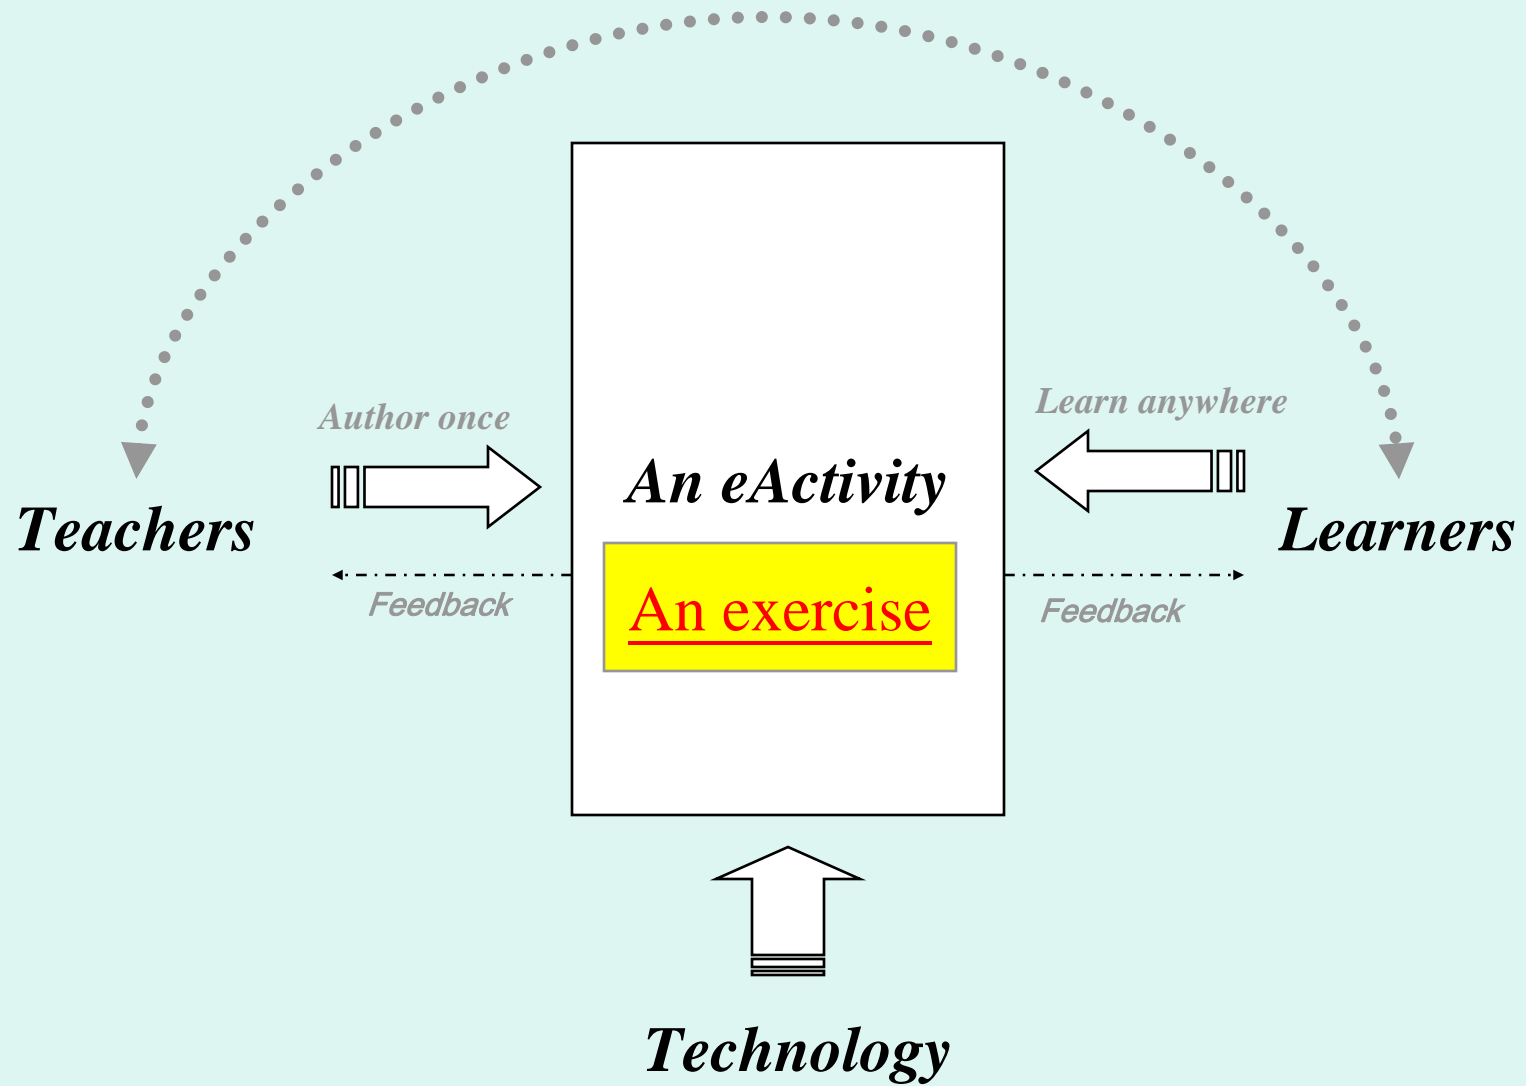 Author once
Learn anywhere
An eActivity
Teachers
Learners
Feedback
An exercise
Feedback
Technology